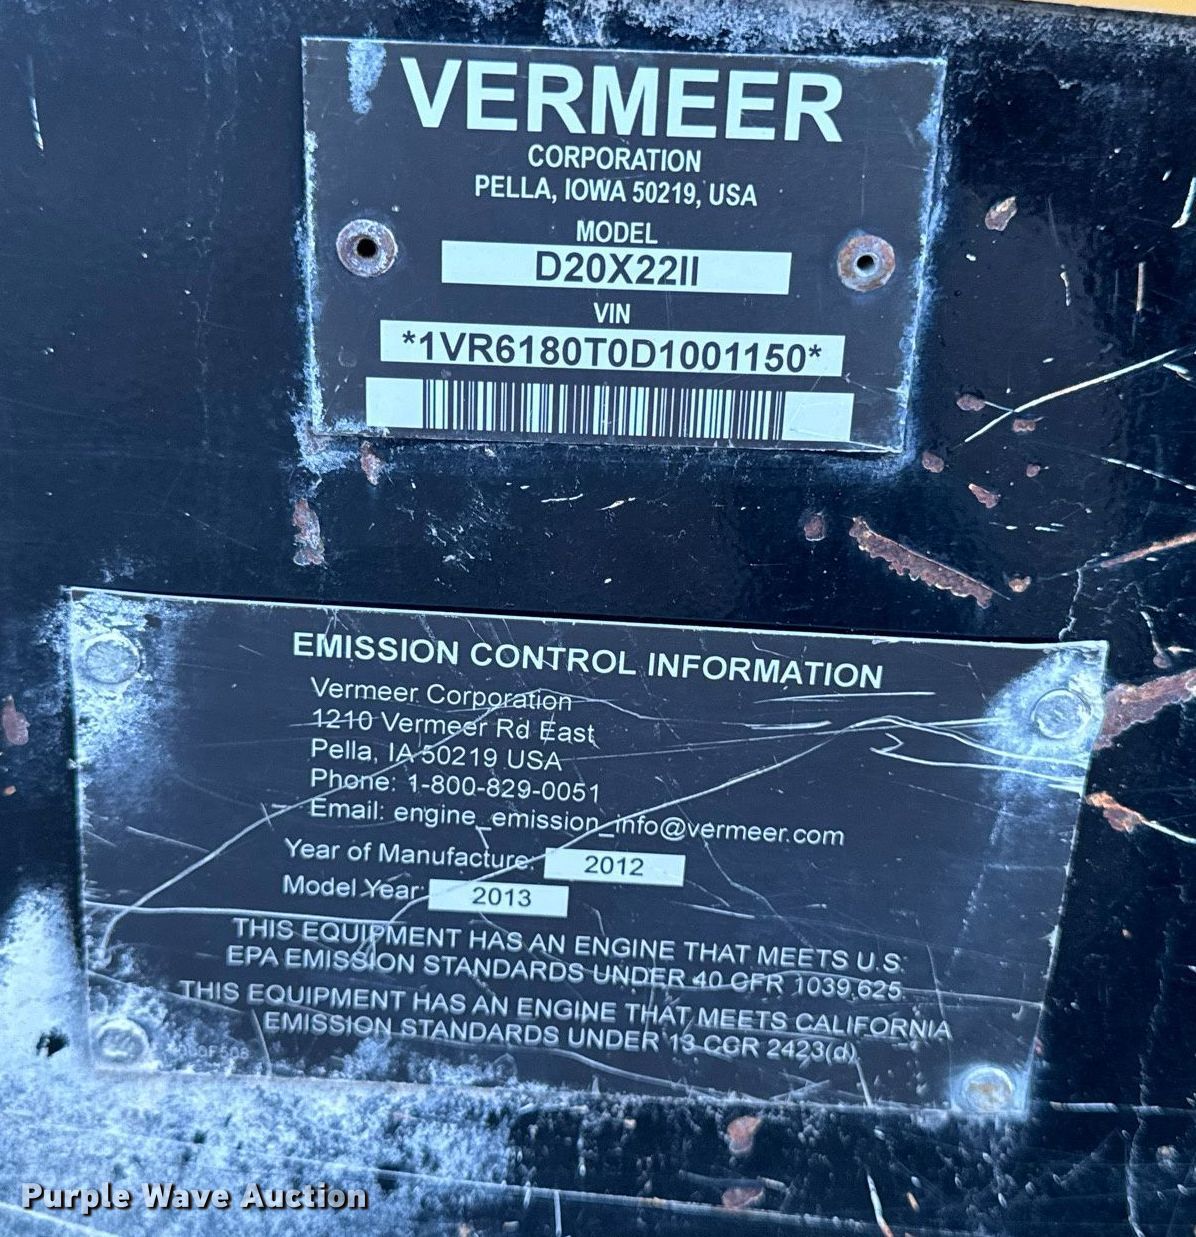 VERMEER
CORPORATION
PELLA, IOWA 50219, USA
MODEL
D20X22II
VIN
*1VR6180T0D1001150*
EMISSION CONTROL INFORMATION
Vermeer Corporation
1210 Vermeer Rd East
Pella, IA 50219 USA
Phone: 1-800-829-0051
Email: engine_emission_info@vermeer.com
Year of Manufacture: 2012
Model Year: 2013
THIS EQUIPMENT HAS AN ENGINE THAT MEETS U.S.
EPA EMISSION STANDARDS UNDER 40 CFR 1039.625
THIS EQUIPMENT HAS AN ENGINE THAT MEETS CALIFORNIA
EMISSION STANDARDS UNDER 13 CCR 2423(d)
Purple Wave Auction